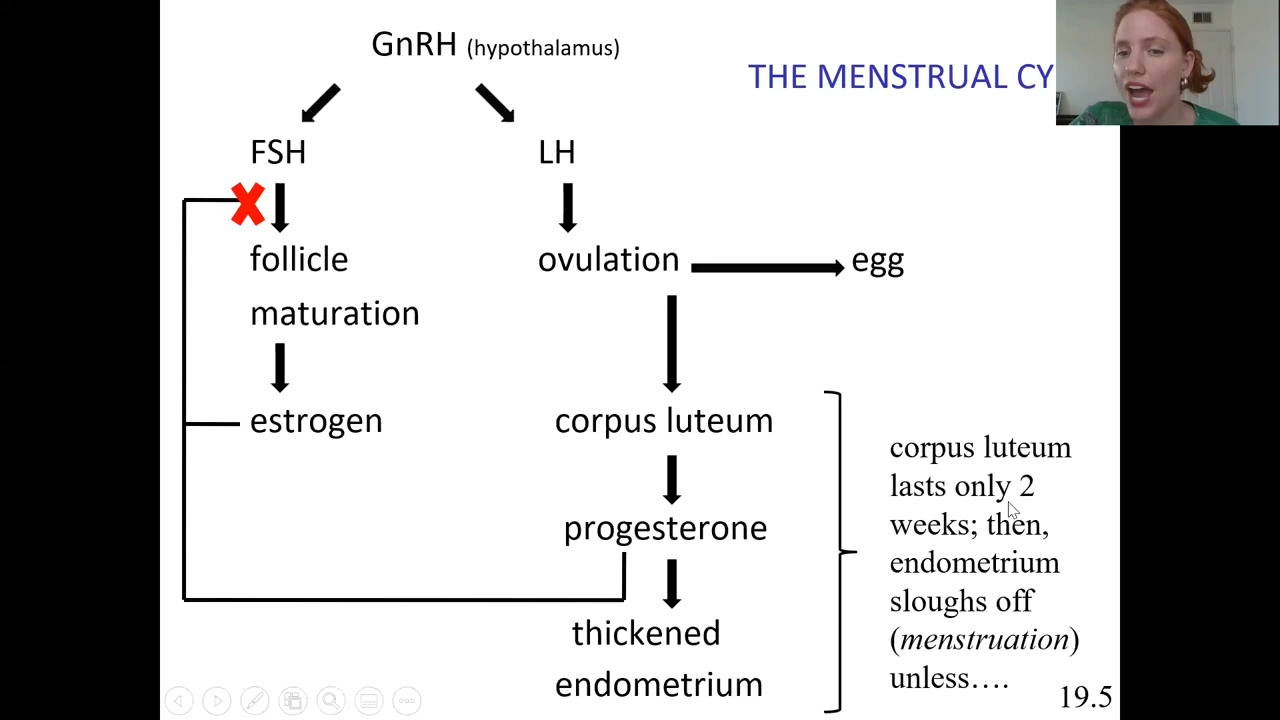 GnRH (hypothalamus)
THE MENSTRUAL CY
FSH
LH
follicle
maturation
ovulation
egg
estrogen
corpus luteum
progesterone
thickened
endometrium
corpus luteum
lasts only 2
weeks; then,
endometrium
sloughs off
(menstruation)
unless....
19.5